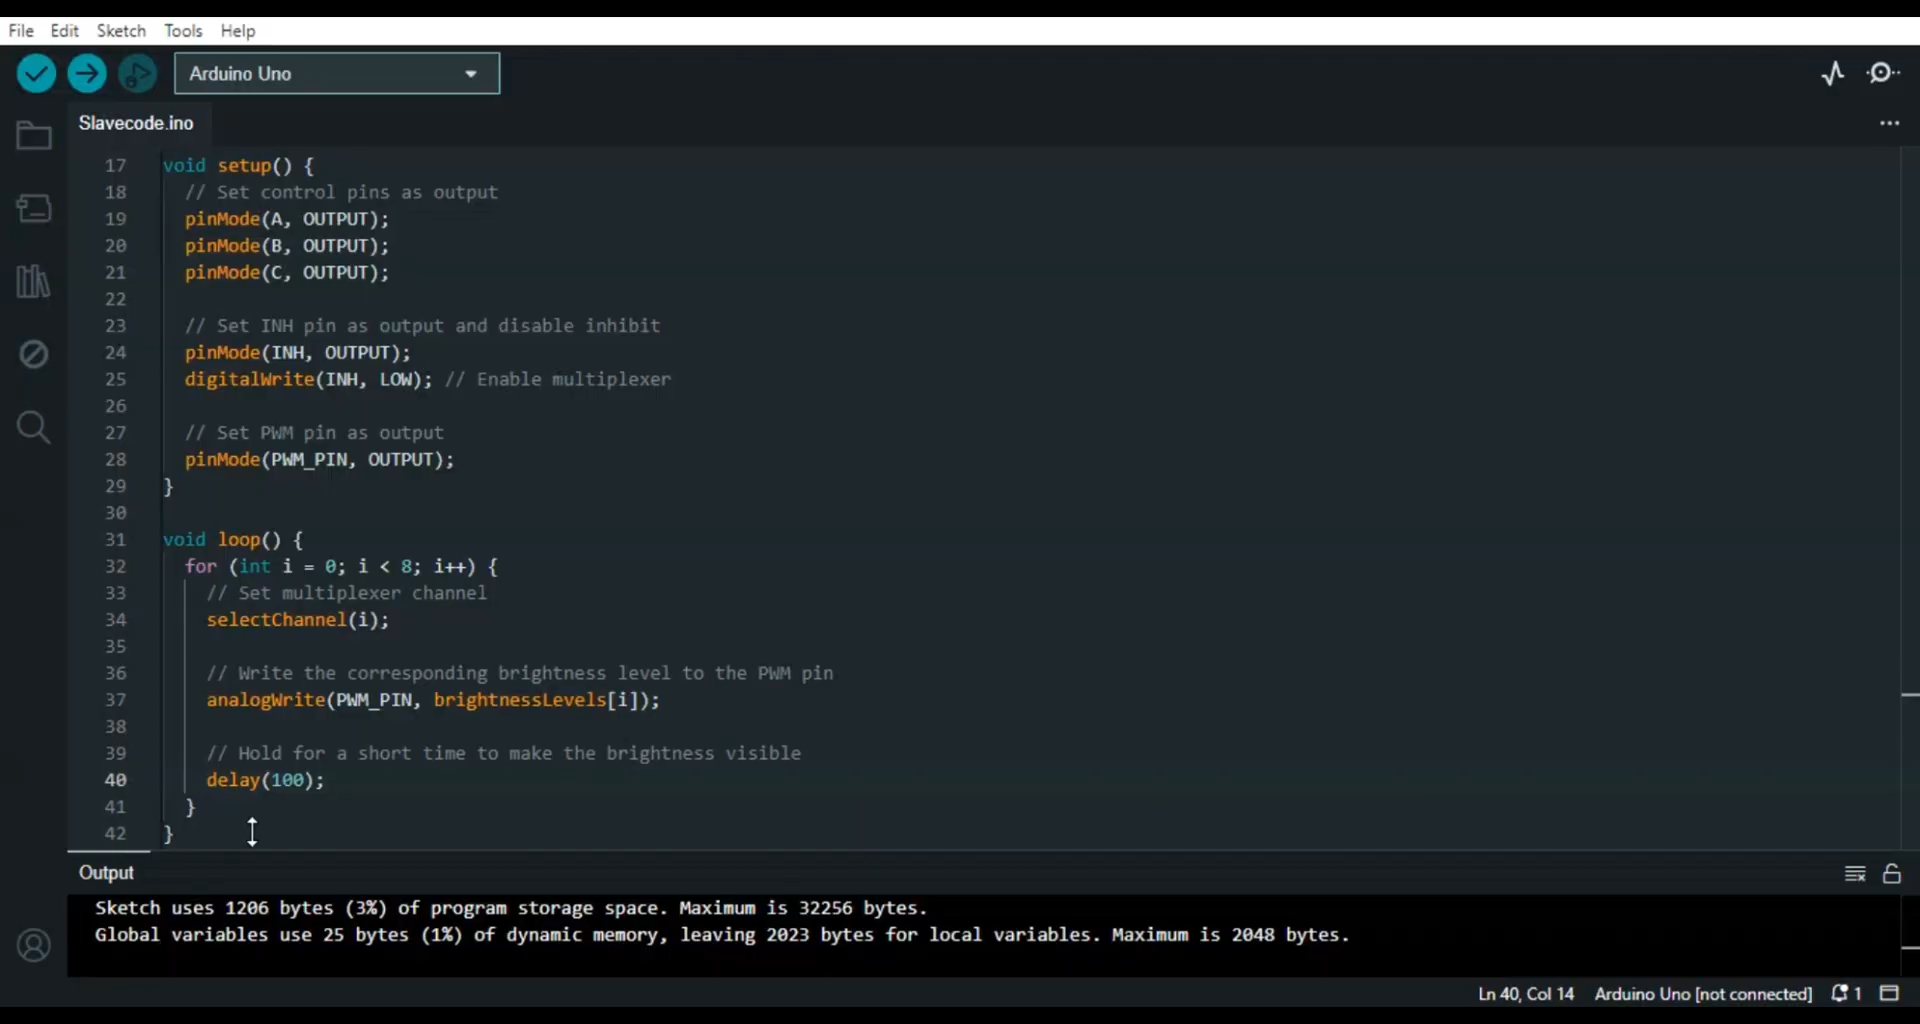 File Edit Sketch Tools Help
Arduino Uno
Slavecode.ino
17 void setup() {
18 // Set control pins as output
19 pinMode(A, OUTPUT);
20 pinMode(B, OUTPUT);
21 pinMode(C, OUTPUT);
22
23 // Set INH pin as output and disable inhibit
24 pinMode(INH, OUTPUT);
25 digitalWrite(INH, LOW); // Enable multiplexer
26
27 // Set PWM pin as output
28 pinMode(PWM_PIN, OUTPUT);
29 }
30
31 void loop() {
32 for (int i = 0; i < 8; i++) {
33 // Set multiplexer channel
34 selectChannel(i);
35
36 // Write the corresponding brightness level to the PWM pin
37 analogWrite(PWM_PIN, brightnessLevels[i]);
38
39 // Hold for a short time to make the brightness visible
40 delay(100);
41 }
42 }
Output
Sketch uses 1206 bytes (3%) of program storage space. Maximum is 32256 bytes.
Global variables use 25 bytes (1%) of dynamic memory, leaving 2023 bytes for local variables. Maximum is 2048 bytes.
Ln 40, Col 14 Arduino Uno [not connected] 1